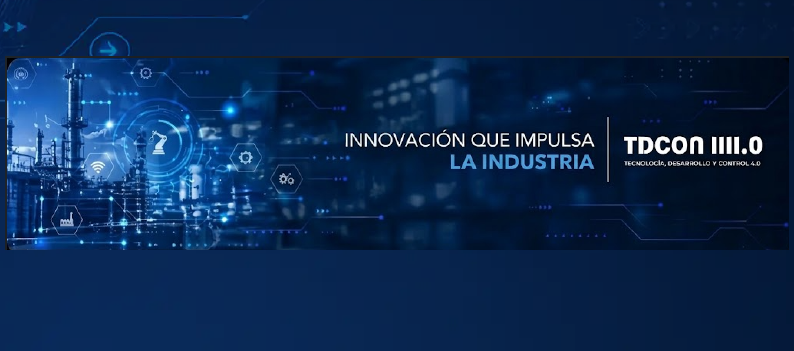 INNOVACIÓN QUE IMPULSA
LA INDUSTRIA
TDCON IIII.0
TECNOLOGÍA, DESARROLLO Y CONTROL 4.0